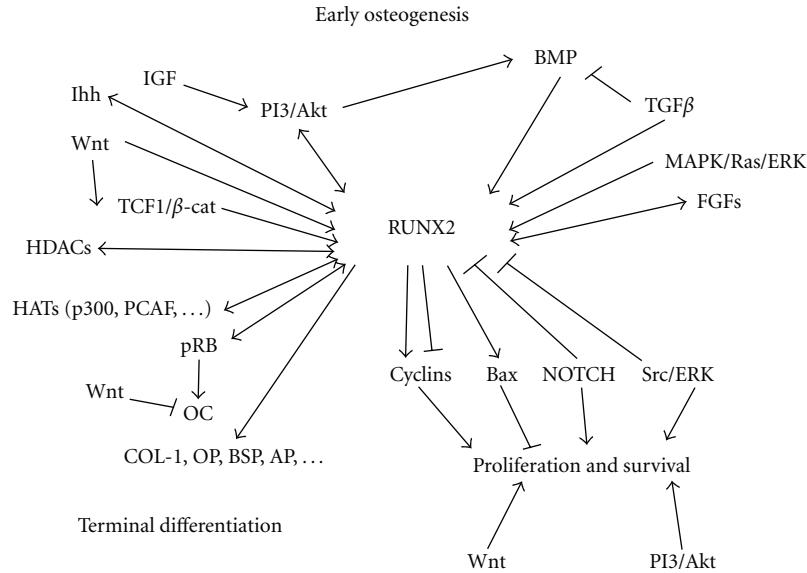 Early osteogenesis
BMP
IGF
Ihh
PI3/Akt
TGFβ
Wnt
MAPK/Ras/ERK
TCF1/β-cat
FGFs
RUNX2
HDACs
HATs (p300, PCAF, ...)
pRB
Cyclins
Bax
NOTCH
Src/ERK
Wnt
OC
COL-1, OP, BSP, AP, ...
Proliferation and survival
Terminal differentiation
Wnt
PI3/Akt